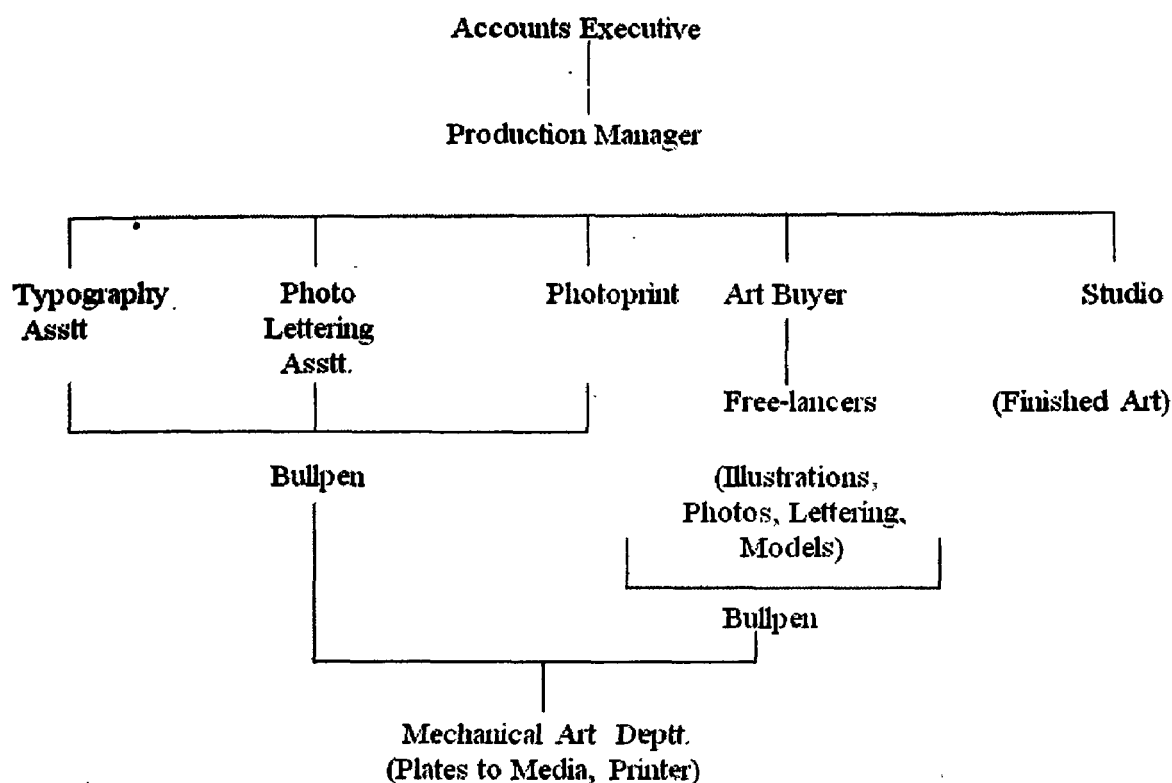 Accounts Executive
Production Manager
Typography
Asstt
Photo
Lettering
Asstt.
Photoprint
Art Buyer
Studio
Free-lancers
(Finished Art)
Bullpen
(Illustrations,
Photos, Lettering,
Models)
Bullpen
Mechanical Art Deptt.
(Plates to Media, Printer)